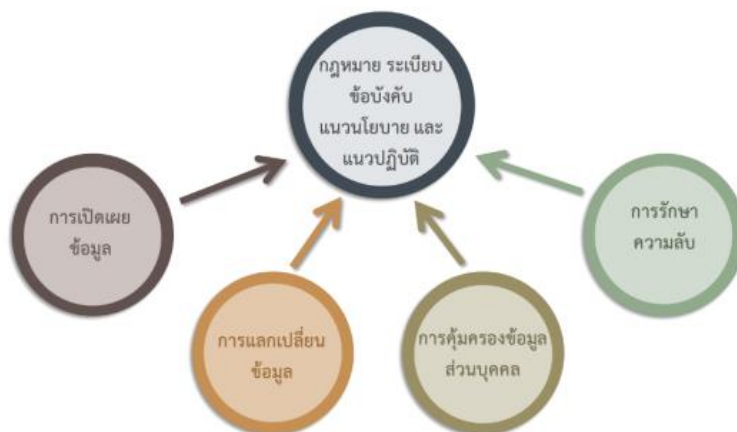 กฎหมาย ระเบียบ
ข้อบังคับ
แนวนโยบาย และ
แนวปฏิบัติ
การเปิดเผย
ข้อมูล
การแลกเปลี่ยน
ข้อมูล
การคุ้มครองข้อมูล
ส่วนบุคคล
การรักษา
ความลับ